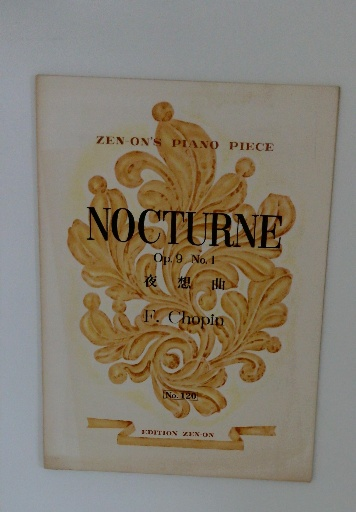 ZEN-ON'S PIANO PIECE
NOCTURNE
Op. 9 No. 1
夜想曲
F. Chopin
No. 120
EDITION ZEN-ON